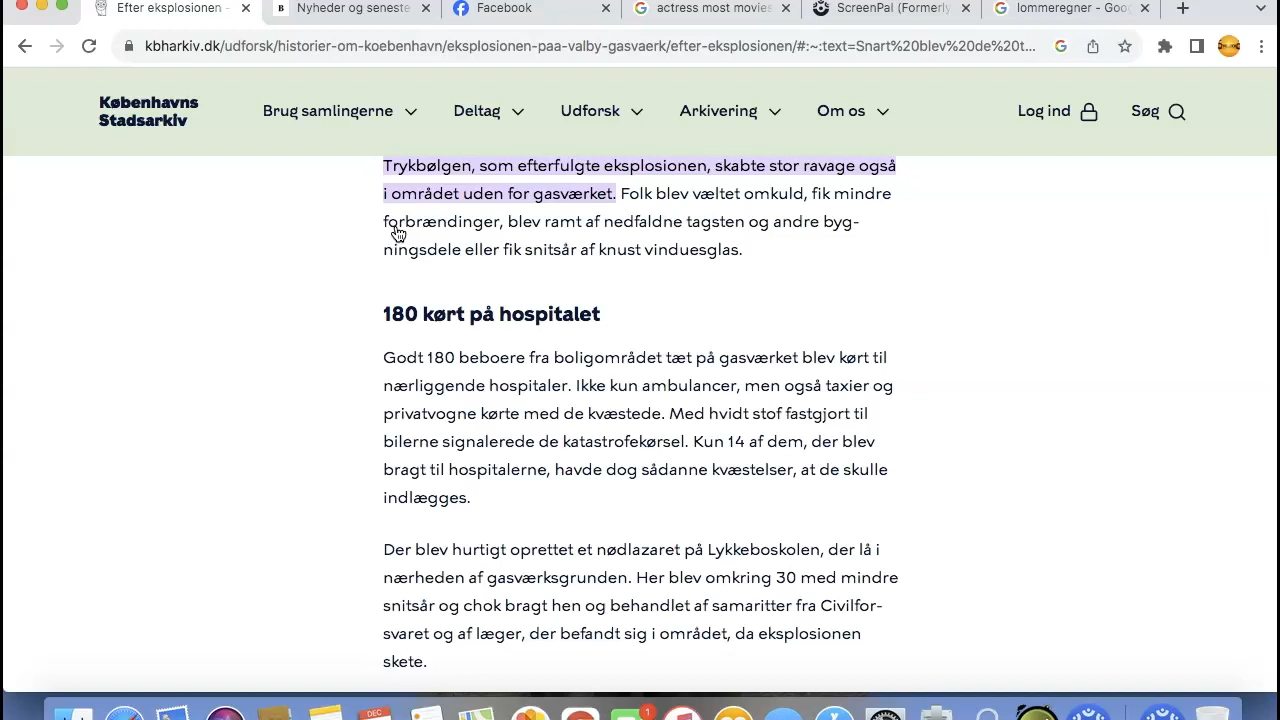 Efter eksplosionen -
Nyheder og seneste
Facebook
actress most movies
ScreenPal (Formerly
lommeregner - Goo
kbharkiv.dk/udforsk/historier-om-koebenhavn/eksplosionen-paa-valby-gasvaerk/efter-eksplosionen/#:~:text=Snart%20blev%20de%20t...
Københavns
Stadsarkiv
Brug samlingerne
Deltag
Udforsk
Arkivering
Om os
Log ind
Søg
Trykbølgen, som efterfulgte eksplosionen, skabte stor ravage også
i området uden for gasværket. Folk blev væltet omkuld, fik mindre
forbrændinger, blev ramt af nedfaldne tagsten og andre byg-
ningsdele eller fik snitsår af knust vinduesglas.
180 kørt på hospitalet
Godt 180 beboere fra boligområdet tæt på gasværket blev kørt til
nærliggende hospitaler. Ikke kun ambulancer, men også taxier og
privatvogne kørte med de kvæstede. Med hvidt stof fastgjort til
bilerne signalerede de katastrofekørsel. Kun 14 af dem, der blev
bragt til hospitalerne, havde dog sådanne kvæstelser, at de skulle
indlægges.
Der blev hurtigt oprettet et nødlazaret på Lykkeboskolen, der lå i
nærheden af gasværksgrunden. Her blev omkring 30 med mindre
snitsår og chok bragt hen og behandlet af samaritter fra Civilfor-
svaret og af læger, der befandt sig i området, da eksplosionen
skete.
DEC
1